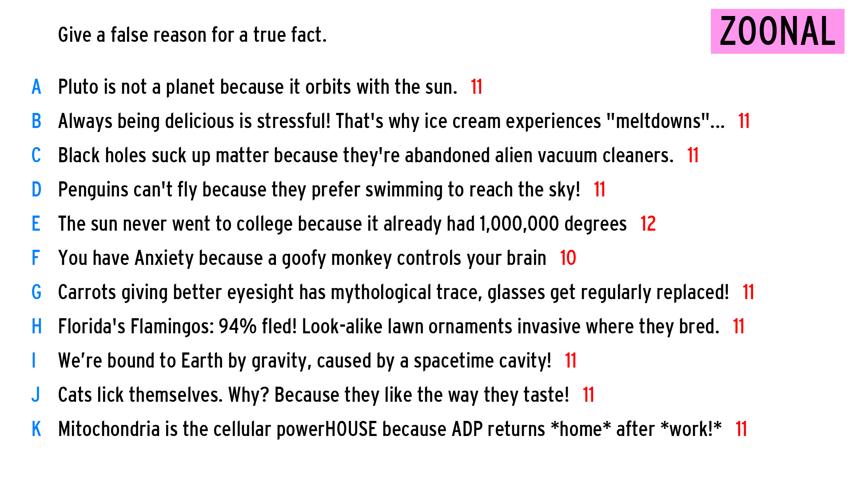 Give a false reason for a true fact.
ZOONAL
A Pluto is not a planet because it orbits with the sun. 11
B Always being delicious is stressful! That's why ice cream experiences "meltdowns"... 11
C Black holes suck up matter because they're abandoned alien vacuum cleaners. 11
D Penguins can't fly because they prefer swimming to reach the sky! 11
E The sun never went to college because it already had 1,000,000 degrees 12
F You have Anxiety because a goofy monkey controls your brain 10
G Carrots giving better eyesight has mythological trace, glasses get regularly replaced! 11
H Florida's Flamingos: 94% fled! Look-alike lawn ornaments invasive where they bred. 11
I We’re bound to Earth by gravity, caused by a spacetime cavity! 11
J Cats lick themselves. Why? Because they like the way they taste! 11
K Mitochondria is the cellular powerHOUSE because ADP returns *home* after *work!* 11